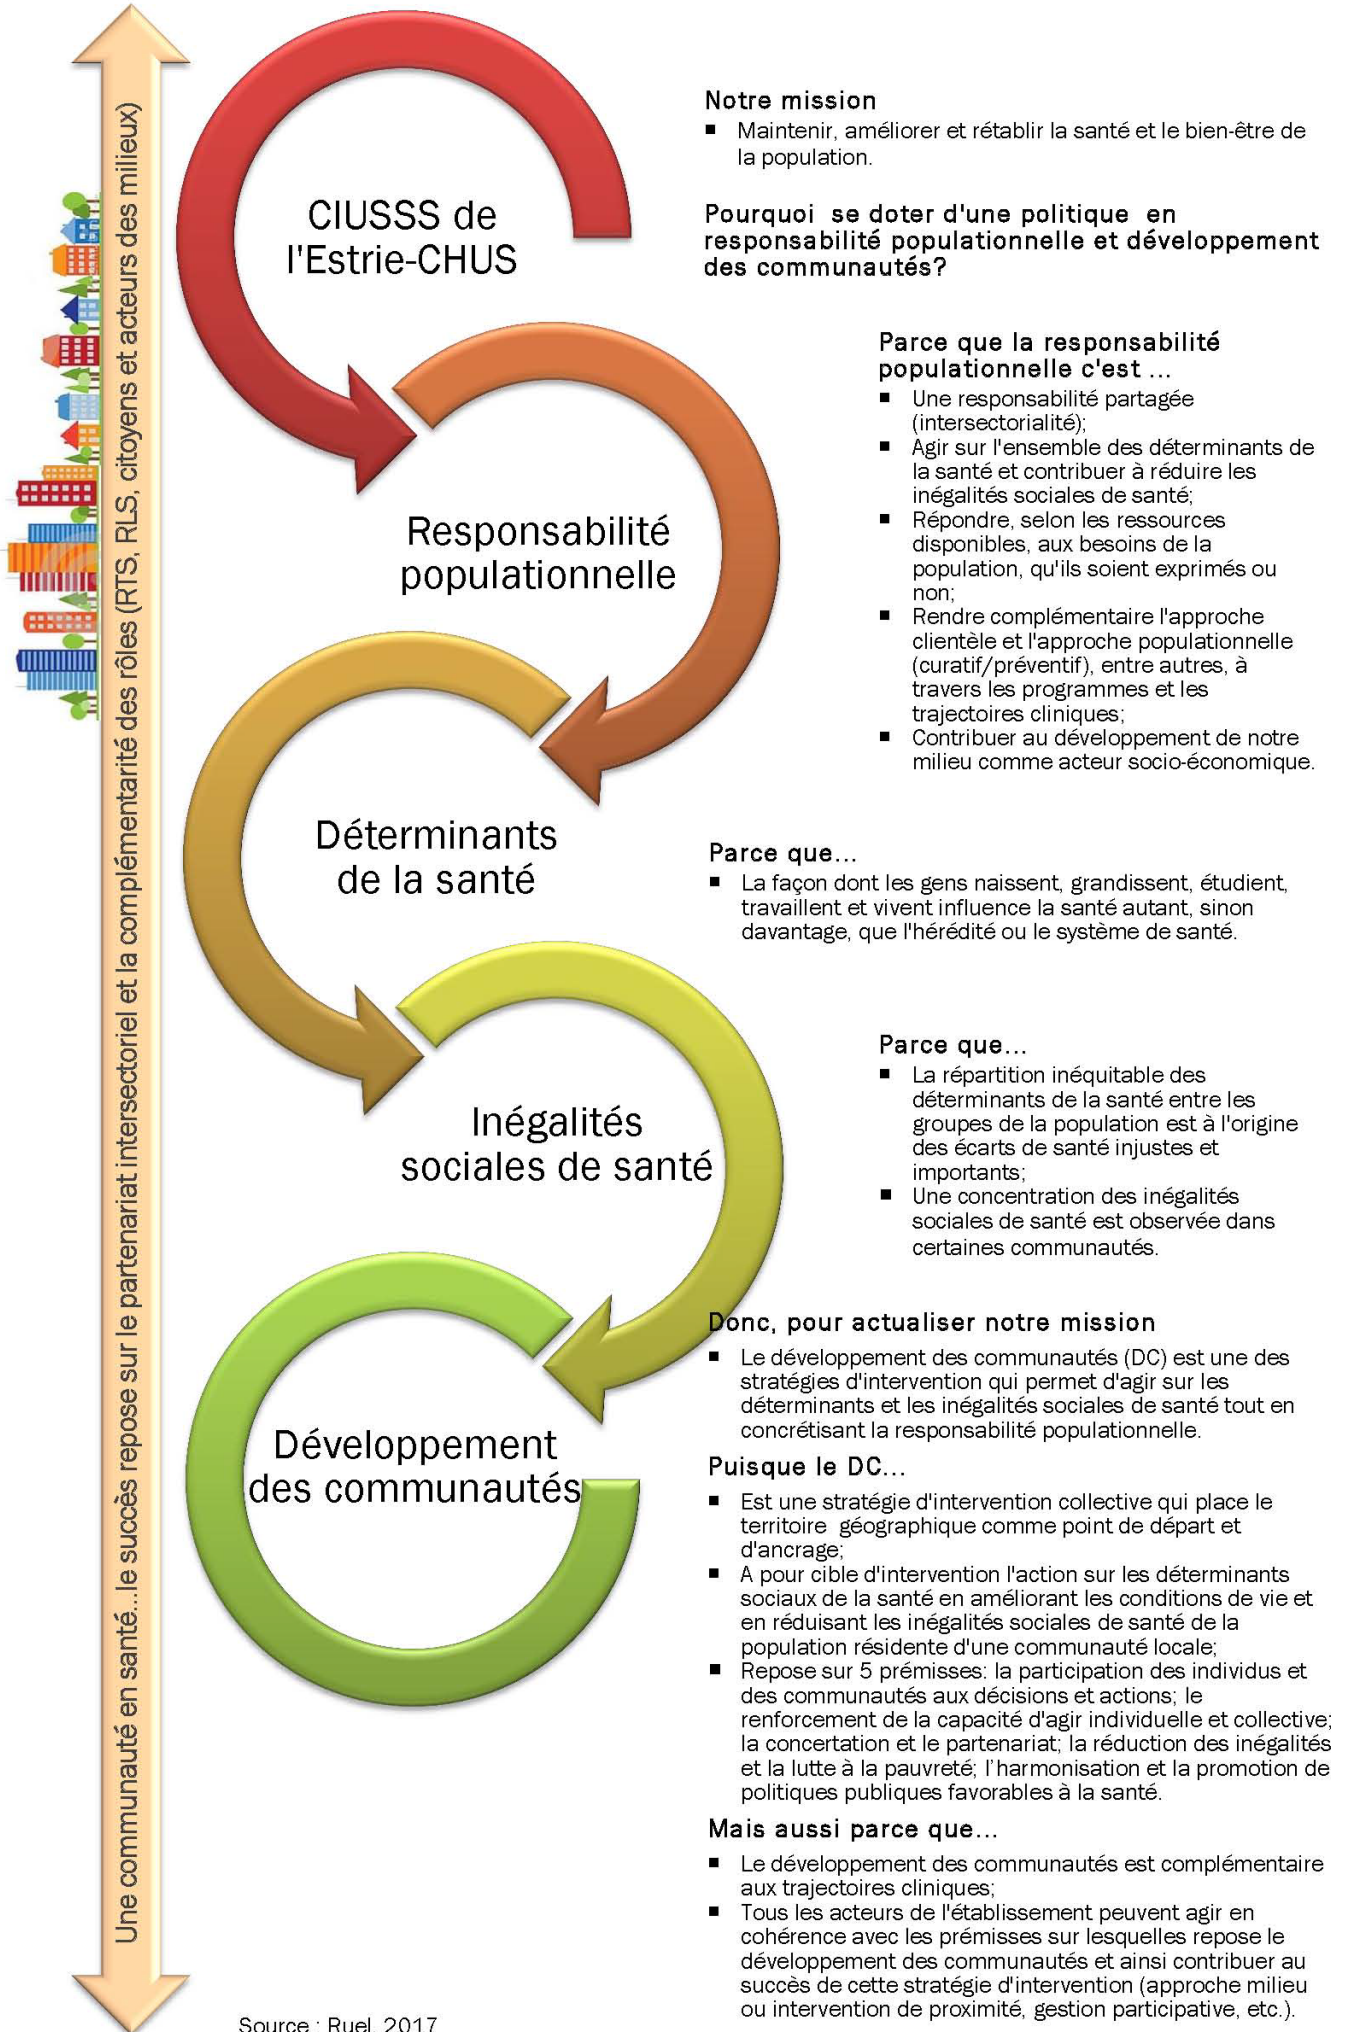 Une communauté en santé...le succès repose sur le partenariat intersectoriel et la complémentarité des rôles (RTS, RLS, citoyens et acteurs des milieux)
CIUSSS de
l'Estrie-CHUS
Notre mission
■ Maintenir, améliorer et rétablir la santé et le bien-être de
la population.
Pourquoi se doter d'une politique en
responsabilité populationnelle et développement
des communautés?
Responsabilité
populationnelle
Parce que la responsabilité
populationnelle c'est ...
■ Une responsabilité partagée
(intersectorialité);
■ Agir sur l'ensemble des déterminants de
la santé et contribuer à réduire les
inégalités sociales de santé;
■ Répondre, selon les ressources
disponibles, aux besoins de la
population, qu'ils soient exprimés ou
non;
■ Rendre complémentaire l'approche
clientèle et l'approche populationnelle
(curatif/préventif), entre autres, à
travers les programmes et les
trajectoires cliniques;
■ Contribuer au développement de notre
milieu comme acteur socio-économique.
Déterminants
de la santé
Parce que...
■ La façon dont les gens naissent, grandissent, étudient,
travaillent et vivent influence la santé autant, sinon
davantage, que l'hérédité ou le système de santé.
Inégalités
sociales de santé
Parce que...
■ La répartition inéquitable des
déterminants de la santé entre les
groupes de la population est à l'origine
des écarts de santé injustes et
importants;
■ Une concentration des inégalités
sociales de santé est observée dans
certaines communautés.
Développement
des communautés
Donc, pour actualiser notre mission
■ Le développement des communautés (DC) est une des
stratégies d'intervention qui permet d'agir sur les
déterminants et les inégalités sociales de santé tout en
concrétisant la responsabilité populationnelle.
Puisque le DC...
■ Est une stratégie d'intervention collective qui place le
territoire géographique comme point de départ et
d'ancrage;
■ A pour cible d'intervention l'action sur les déterminants
sociaux de la santé en améliorant les conditions de vie et
en réduisant les inégalités sociales de santé de la
population résidente d'une communauté locale;
■ Repose sur 5 prémisses: la participation des individus et
des communautés aux décisions et actions; le
renforcement de la capacité d'agir individuelle et collective;
la concertation et le partenariat; la réduction des inégalités
et la lutte à la pauvreté; l'harmonisation et la promotion de
politiques publiques favorables à la santé.
Mais aussi parce que...
■ Le développement des communautés est complémentaire
aux trajectoires cliniques;
■ Tous les acteurs de l'établissement peuvent agir en
cohérence avec les prémisses sur lesquelles repose le
développement des communautés et ainsi contribuer au
succès de cette stratégie d'intervention (approche milieu
ou intervention de proximité, gestion participative, etc.).
Source : Ruel, 2017